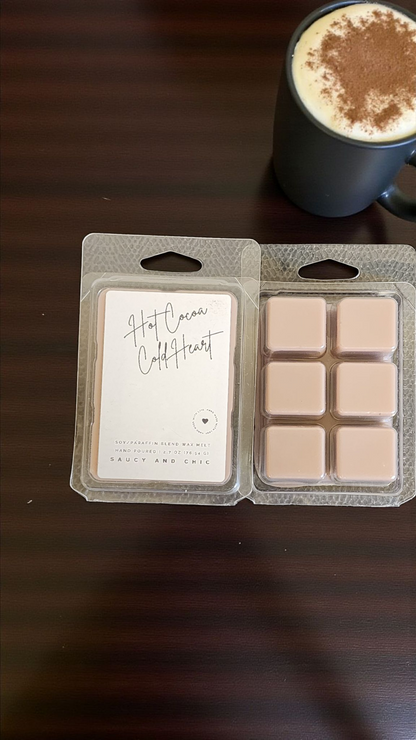 Hot Cocoa
Cold Heart
SOY/PARAFFIN BLEND WAX MELT
HAND POURED
SAUCY AND CHIC